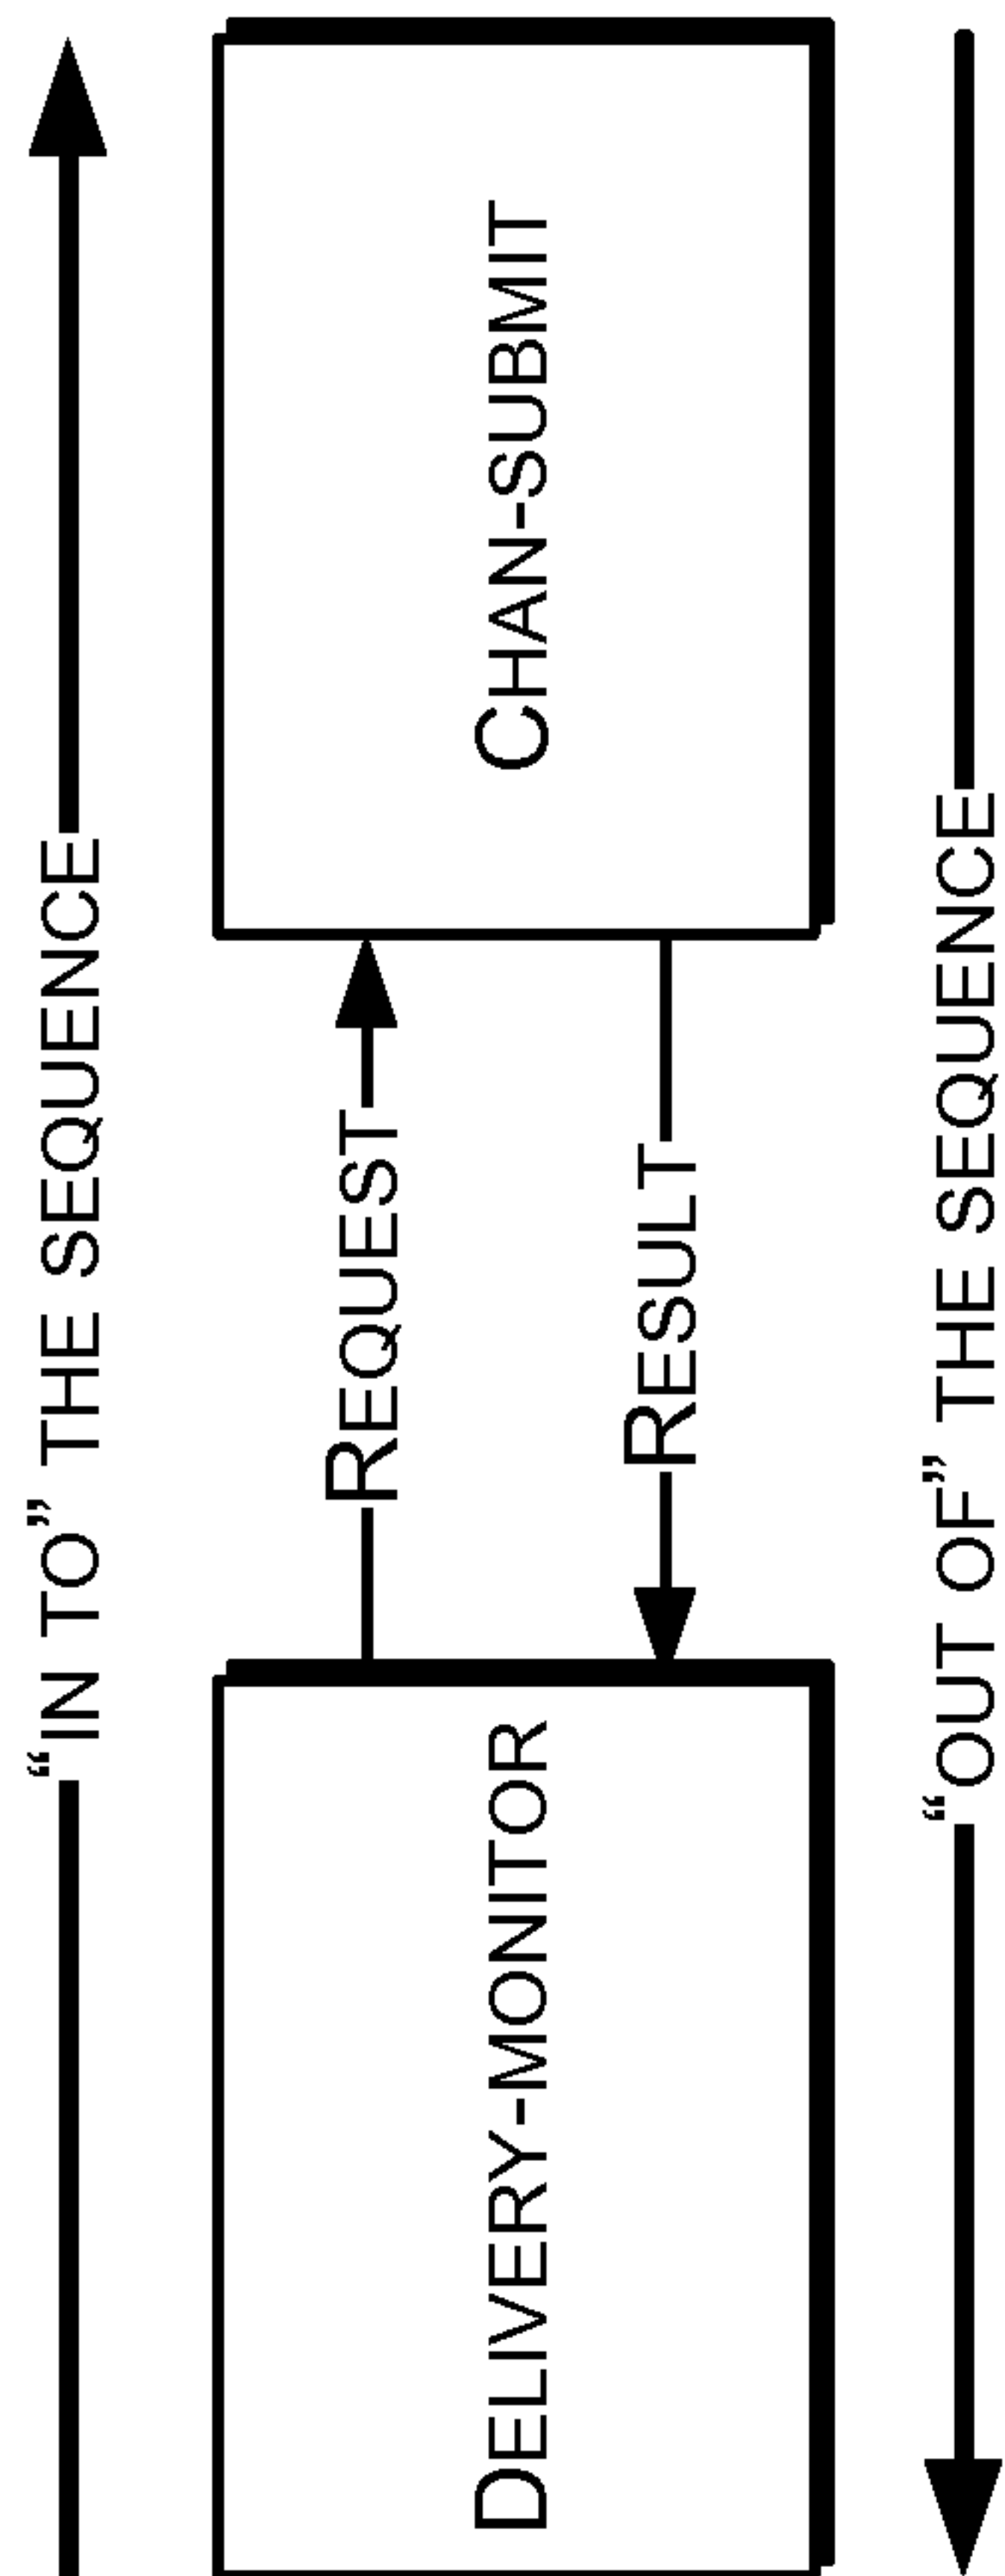 “IN TO” THE SEQUENCE
DELIVERY-MONITOR
REQUEST
RESULT
CHAN-SUBMIT
“OUT OF” THE SEQUENCE